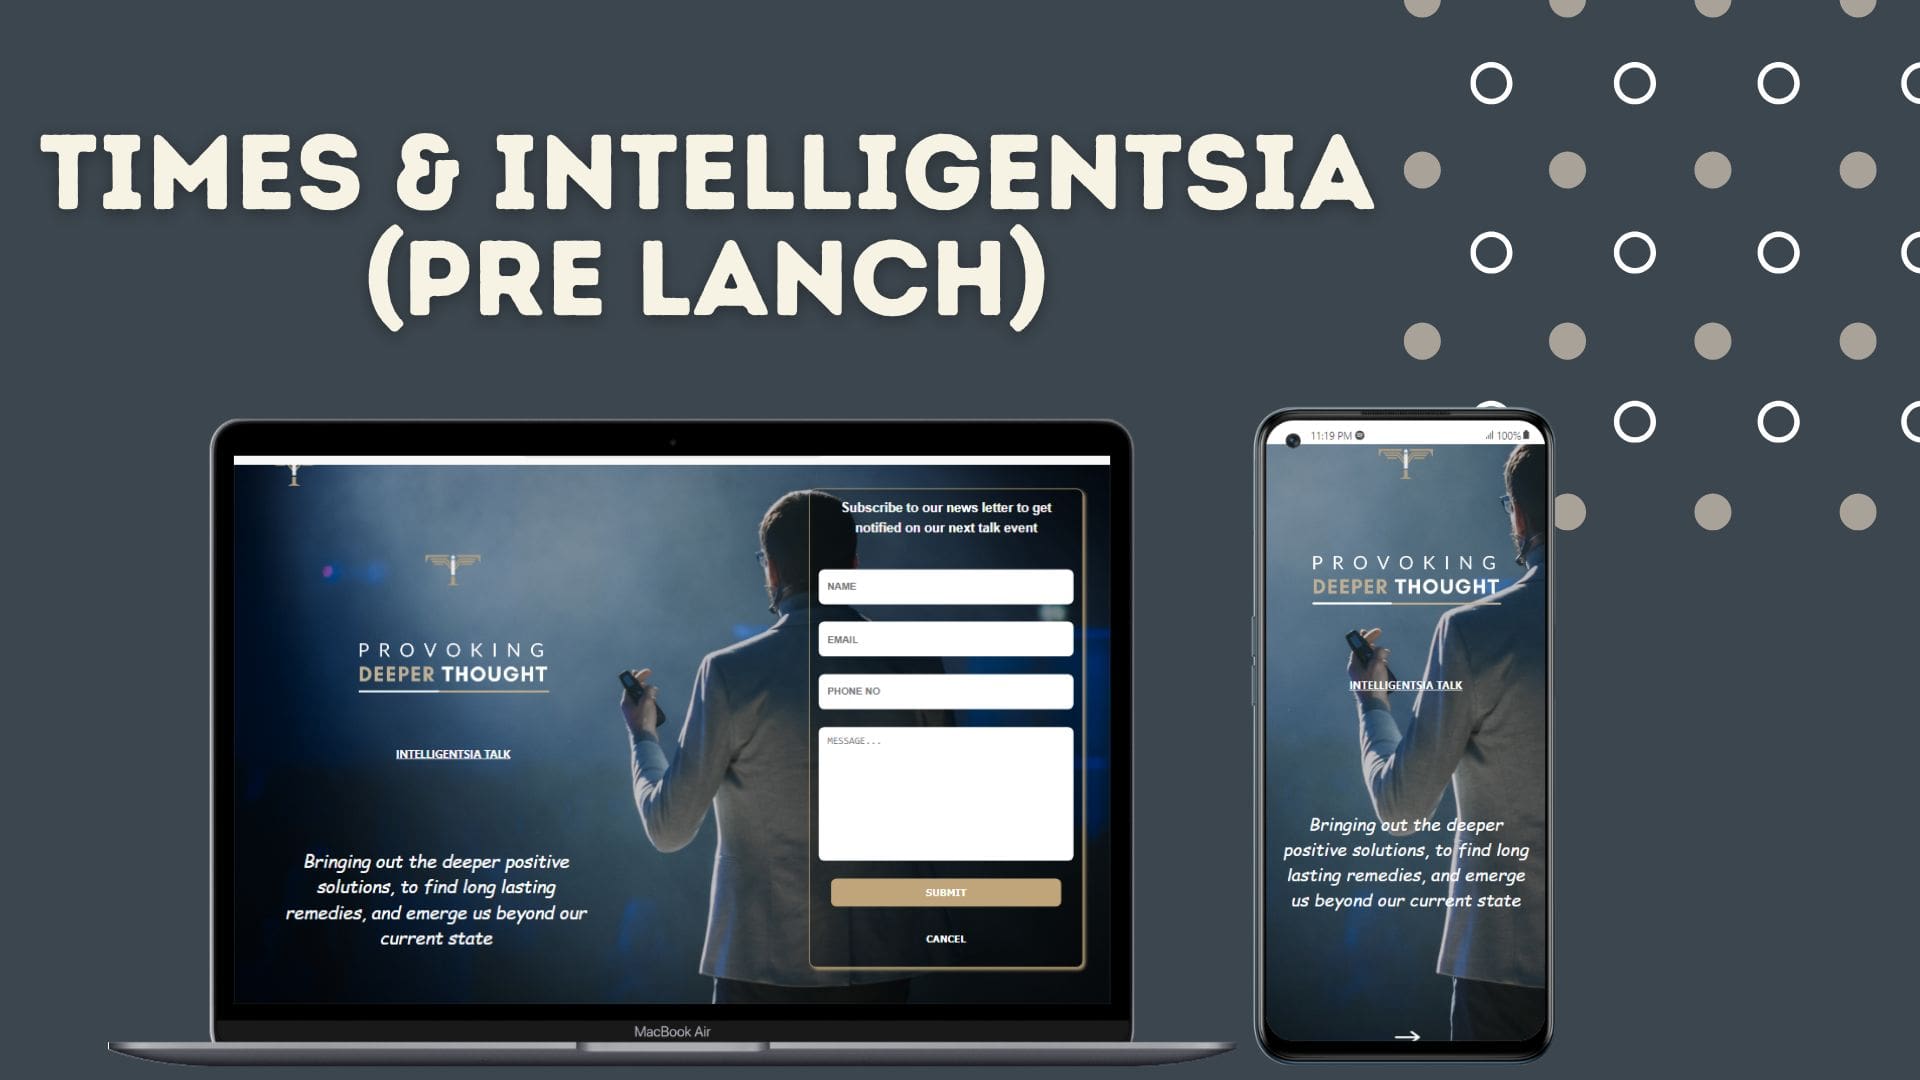 TIMES & INTELLIGENTSIA
(PRE LANCH)
PROVOKING
DEEPER THOUGHT
INTELLIGENTSIA TALK
Bringing out the deeper positive
solutions, to find long lasting
remedies, and emerge us beyond our
current state
Subscribe to our news letter to get
notified on our next talk event
NAME
EMAIL
PHONE NO
MESSAGE...
SUBMIT
CANCEL
MacBook Air
11:19 PM
100%
PROVOKING
DEEPER THOUGHT
INTELLIGENTSIA TALK
Bringing out the deeper
positive solutions, to find long
lasting remedies, and emerge
us beyond our current state